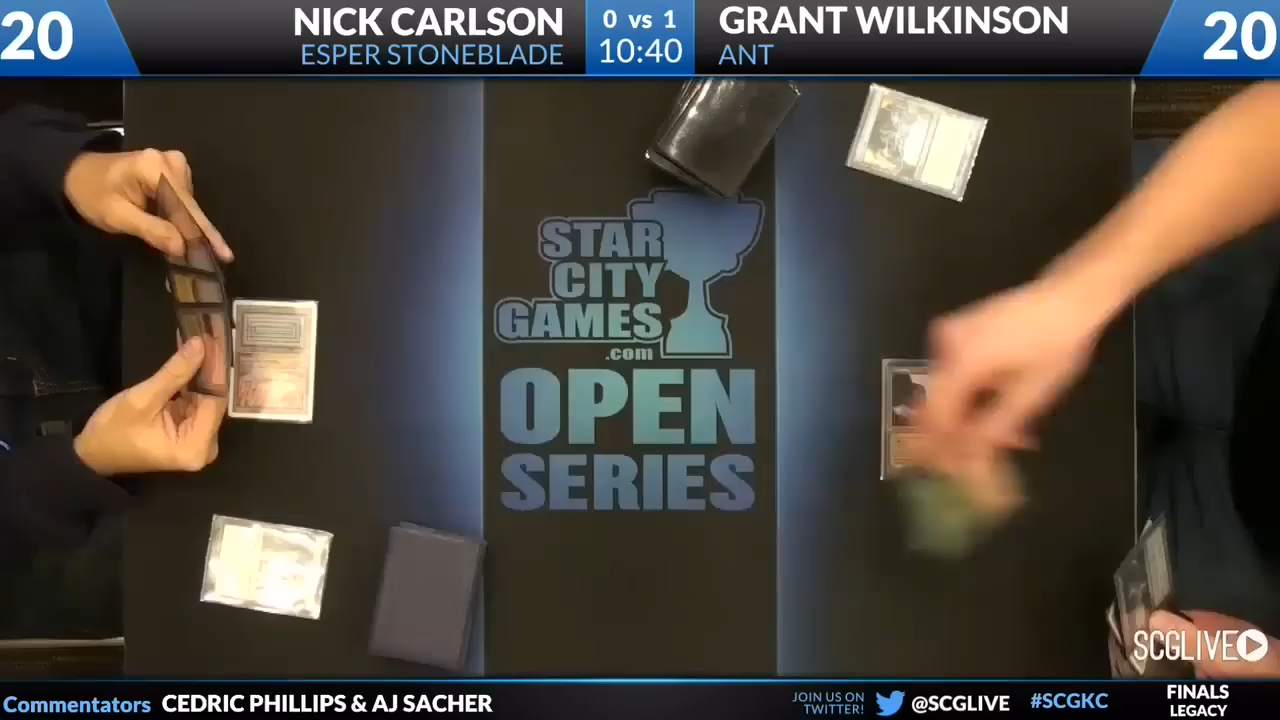 20
NICK CARLSON
ESPER STONEBLADE
0 vs 1
10:40
GRANT WILKINSON
ANT
20
STAR
CITY
GAMES
.com
OPEN
SERIES
SCGLIVE
Commentators CEDRIC PHILLIPS & AJ SACHER
JOIN US ON
TWITTER!
@SCGLIVE
#SCGKC
FINALS
LEGACY